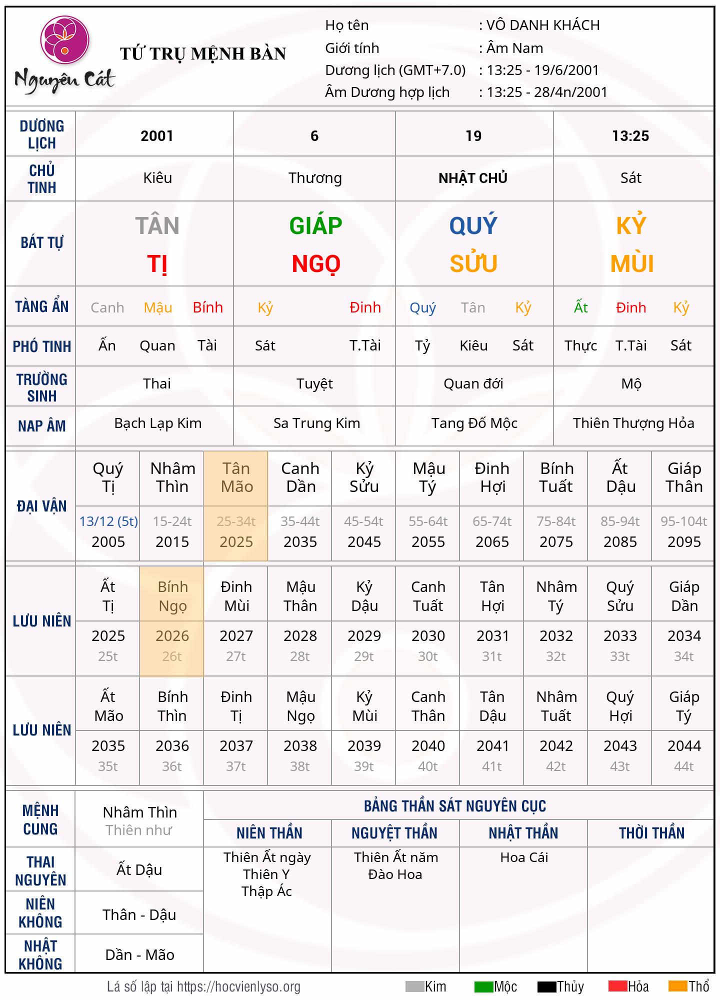 Nguyên Cát
TỨ TRỤ MỆNH BÀN
Họ tên : VÔ DANH KHÁCH
Giới tính : Âm Nam
Dương lịch (GMT+7.0) : 13:25 - 19/6/2001
Âm Dương hợp lịch : 13:25 - 28/4n/2001
DƯƠNG LỊCH 2001 6 19 13:25
CHỦ TINH Kiêu Thương NHẬT CHỦ Sát
BÁT TỰ
TÂN GIÁP QUÝ KỶ
TỊ NGỌ SỬU MÙI
TÀNG ẨN Canh Mậu Bính Kỷ Đinh Quý Tân Kỷ Ất Đinh Kỷ
PHÓ TINH Ấn Quan Tài Sát T.Tài Tỷ Kiêu Sát Thực T.Tài Sát
TRƯỜNG SINH Thai Tuyệt Quan đới Mộ
NẠP ÂM Bạch Lạp Kim Sa Trung Kim Tang Đố Mộc Thiên Thượng Hỏa
ĐẠI VẬN
Quý Nhâm Tân Canh Kỷ Mậu Đinh Bính Ất Giáp
Tị Thìn Mão Dần Sửu Tý Hợi Tuất Dậu Thân
13/12 (5t) 15-24t 25-34t 35-44t 45-54t 55-64t 65-74t 75-84t 85-94t 95-104t
2005 2015 2025 2035 2045 2055 2065 2075 2085 2095
LƯU NIÊN
Ất Bính Đinh Mậu Kỷ Canh Tân Nhâm Quý Giáp
Tị Ngọ Mùi Thân Dậu Tuất Hợi Tý Sửu Dần
2025 2026 2027 2028 2029 2030 2031 2032 2033 2034
25t 26t 27t 28t 29t 30t 31t 32t 33t 34t
LƯU NIÊN
Ất Bính Đinh Mậu Kỷ Canh Tân Nhâm Quý Giáp
Mão Thìn Tị Ngọ Mùi Thân Dậu Tuất Hợi Tý
2035 2036 2037 2038 2039 2040 2041 2042 2043 2044
35t 36t 37t 38t 39t 40t 41t 42t 43t 44t
MỆNH CUNG
Nhâm Thìn
Thiên như
THAI NGUYÊN
Ất Dậu
NIÊN KHÔNG
Thân - Dậu
NHẬT KHÔNG
Dần - Mão
BẢNG THẦN SÁT NGUYÊN CỤC
NIÊN THẦN NGUYỆT THẦN NHẬT THẦN THỜI THẦN
Thiên Ất ngày Thiên Ất năm Hoa Cái
Thiên Y Đào Hoa
Thập Ác
Lá số lập tại https://hocvienlyso.org Kim Mộc Thủy Hỏa Thổ